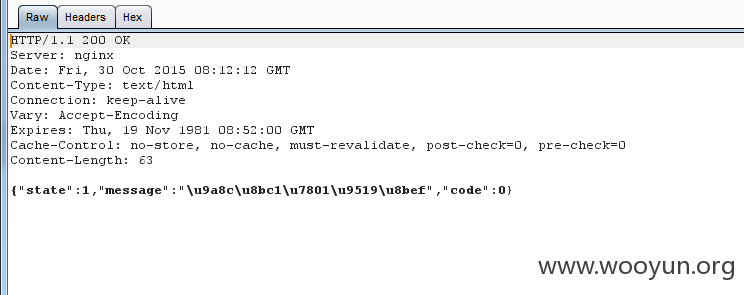 Raw Headers Hex
HTTP/1.1 200 OK
Server: nginx
Date: Fri, 30 Oct 2015 08:12:12 GMT
Content-Type: text/html
Connection: keep-alive
Vary: Accept-Encoding
Expires: Thu, 19 Nov 1981 08:52:00 GMT
Cache-Control: no-store, no-cache, must-revalidate, post-check=0, pre-check=0
Content-Length: 63
{"state":1,"message":"\u9a8c\u8bc1\u7801\u9519\u8bef","code":0}
www.wooyun.org